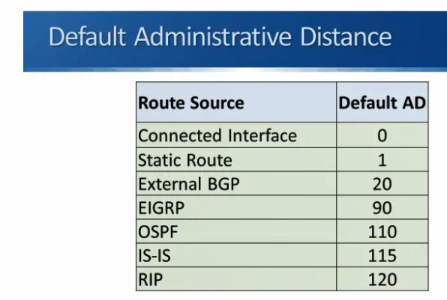 Default Administrative Distance
Route Source Default AD
Connected Interface 0
Static Route 1
External BGP 20
EIGRP 90
OSPF 110
IS-IS 115
RIP 120